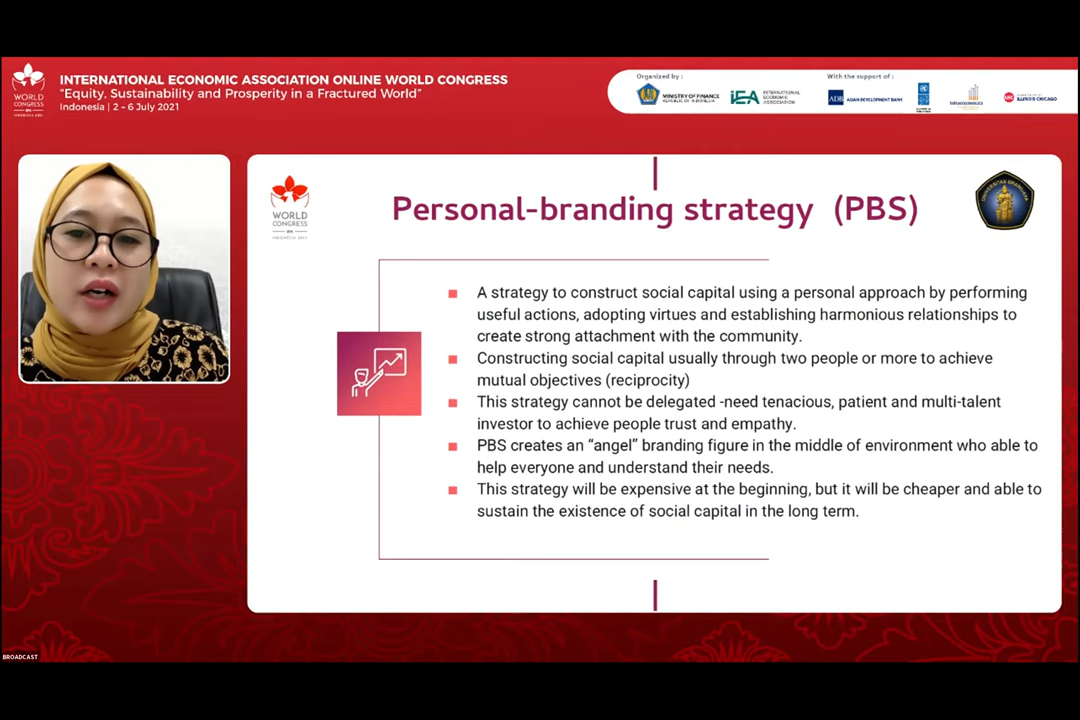 WORLD
CONGRESS
IEA
INTERNATIONAL ECONOMIC ASSOCIATION ONLINE WORLD CONGRESS
"Equity, Sustainability and Prosperity in a Fractured World"
Indonesia | 2 - 6 July 2021
Organized by :
MINISTRY OF FINANCE
REPUBLIC OF INDONESIA
iEA
INTERNATIONAL
ECONOMIC
ASSOCIATION
With the support of :
ADB
ASIAN DEVELOPMENT BANK
ILLINOIS CHICAGO
WORLD
CONGRESS
IEA
Personal-branding strategy (PBS)
UNIVERSITAS BRAWIJAYA
A strategy to construct social capital using a personal approach by performing
useful actions, adopting virtues and establishing harmonious relationships to
create strong attachment with the community.
Constructing social capital usually through two people or more to achieve
mutual objectives (reciprocity)
This strategy cannot be delegated -need tenacious, patient and multi-talent
investor to achieve people trust and empathy.
PBS creates an “angel” branding figure in the middle of environment who able to
help everyone and understand their needs.
This strategy will be expensive at the beginning, but it will be cheaper and able to
sustain the existence of social capital in the long term.
BROADCAST